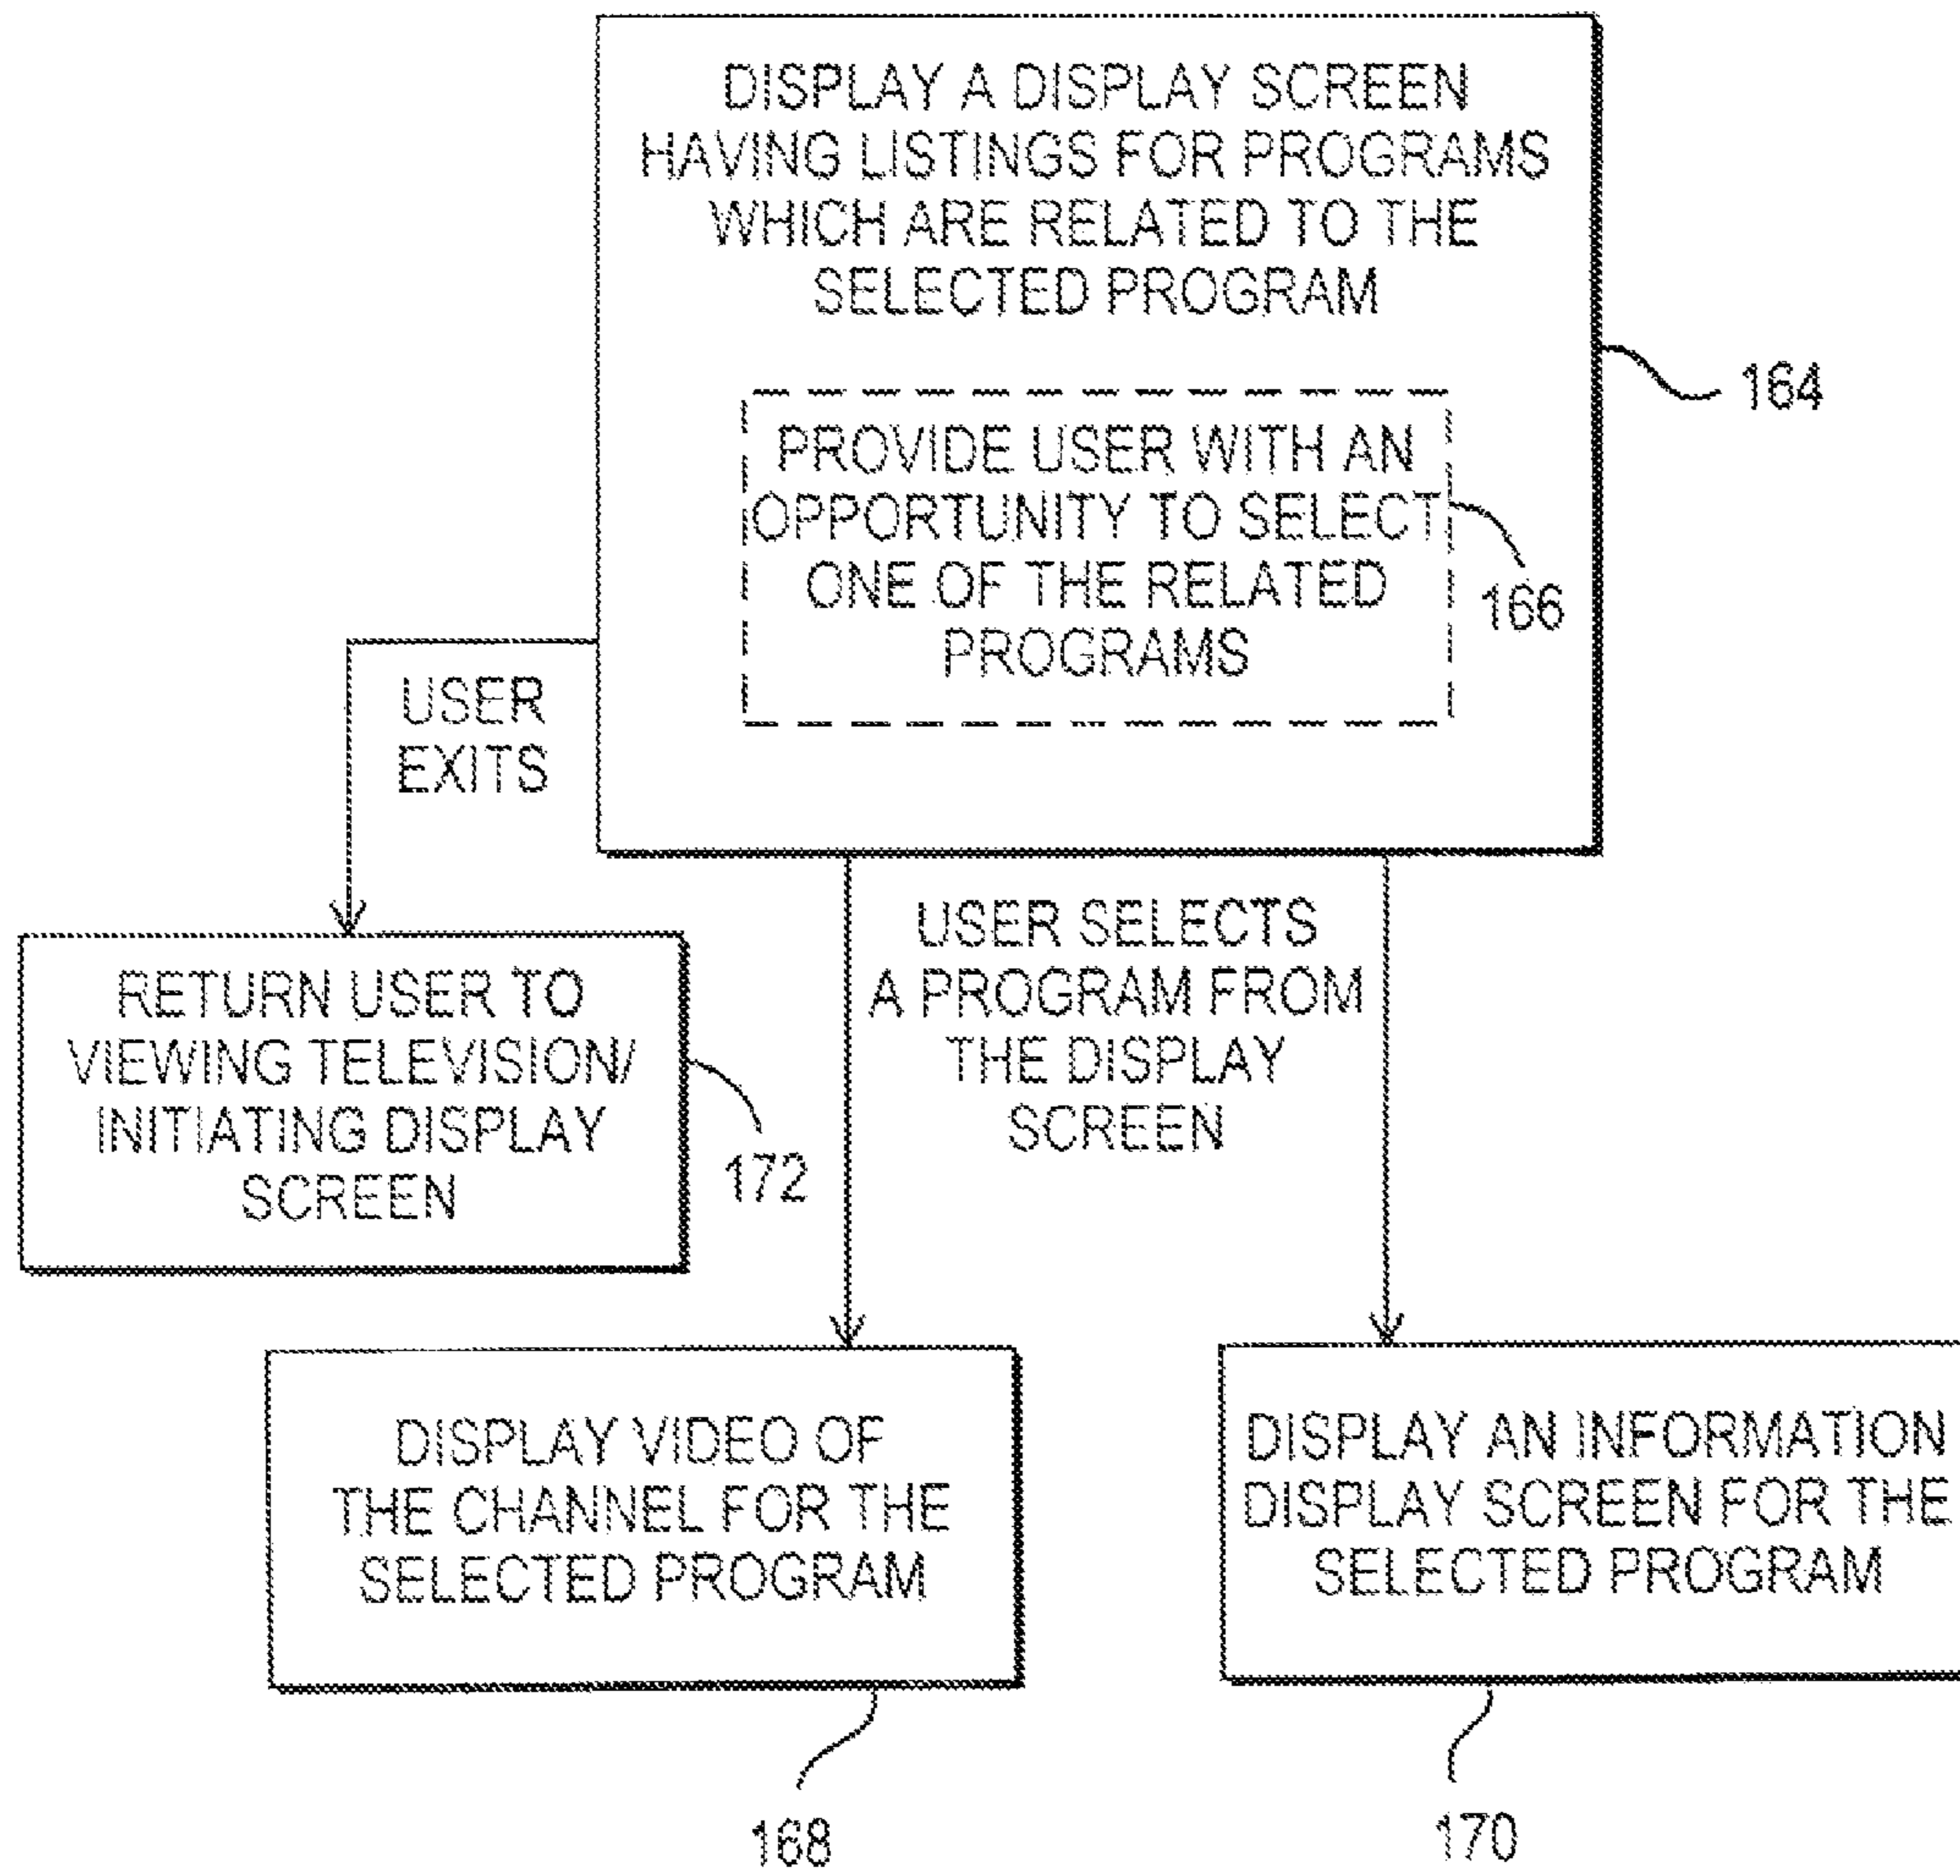 DISPLAY A DISPLAY SCREEN
HAVING LISTINGS FOR PROGRAMS
WHICH ARE RELATED TO THE
SELECTED PROGRAM
164
PROVIDE USER WITH AN
OPPORTUNITY TO SELECT
ONE OF THE RELATED
PROGRAMS
166
USER
EXITS
RETURN USER TO
VIEWING TELEVISION/
INITIATING DISPLAY
SCREEN
172
USER SELECTS
A PROGRAM FROM
THE DISPLAY
SCREEN
DISPLAY VIDEO OF
THE CHANNEL FOR THE
SELECTED PROGRAM
168
DISPLAY AN INFORMATION
DISPLAY SCREEN FOR THE
SELECTED PROGRAM
170